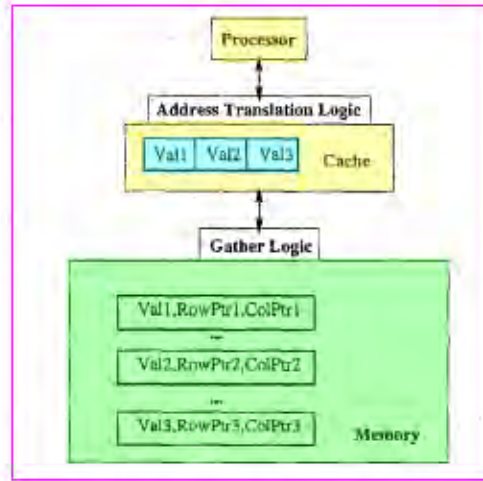 Processor
Address Translation Logic
Val1 Val2 Val3 Cache
Gather Logic
Val1,RowPtr1,ColPtr1
...
Val2,RowPtr2,ColPtr2
...
Val3,RowPtr3,ColPtr3
Memory